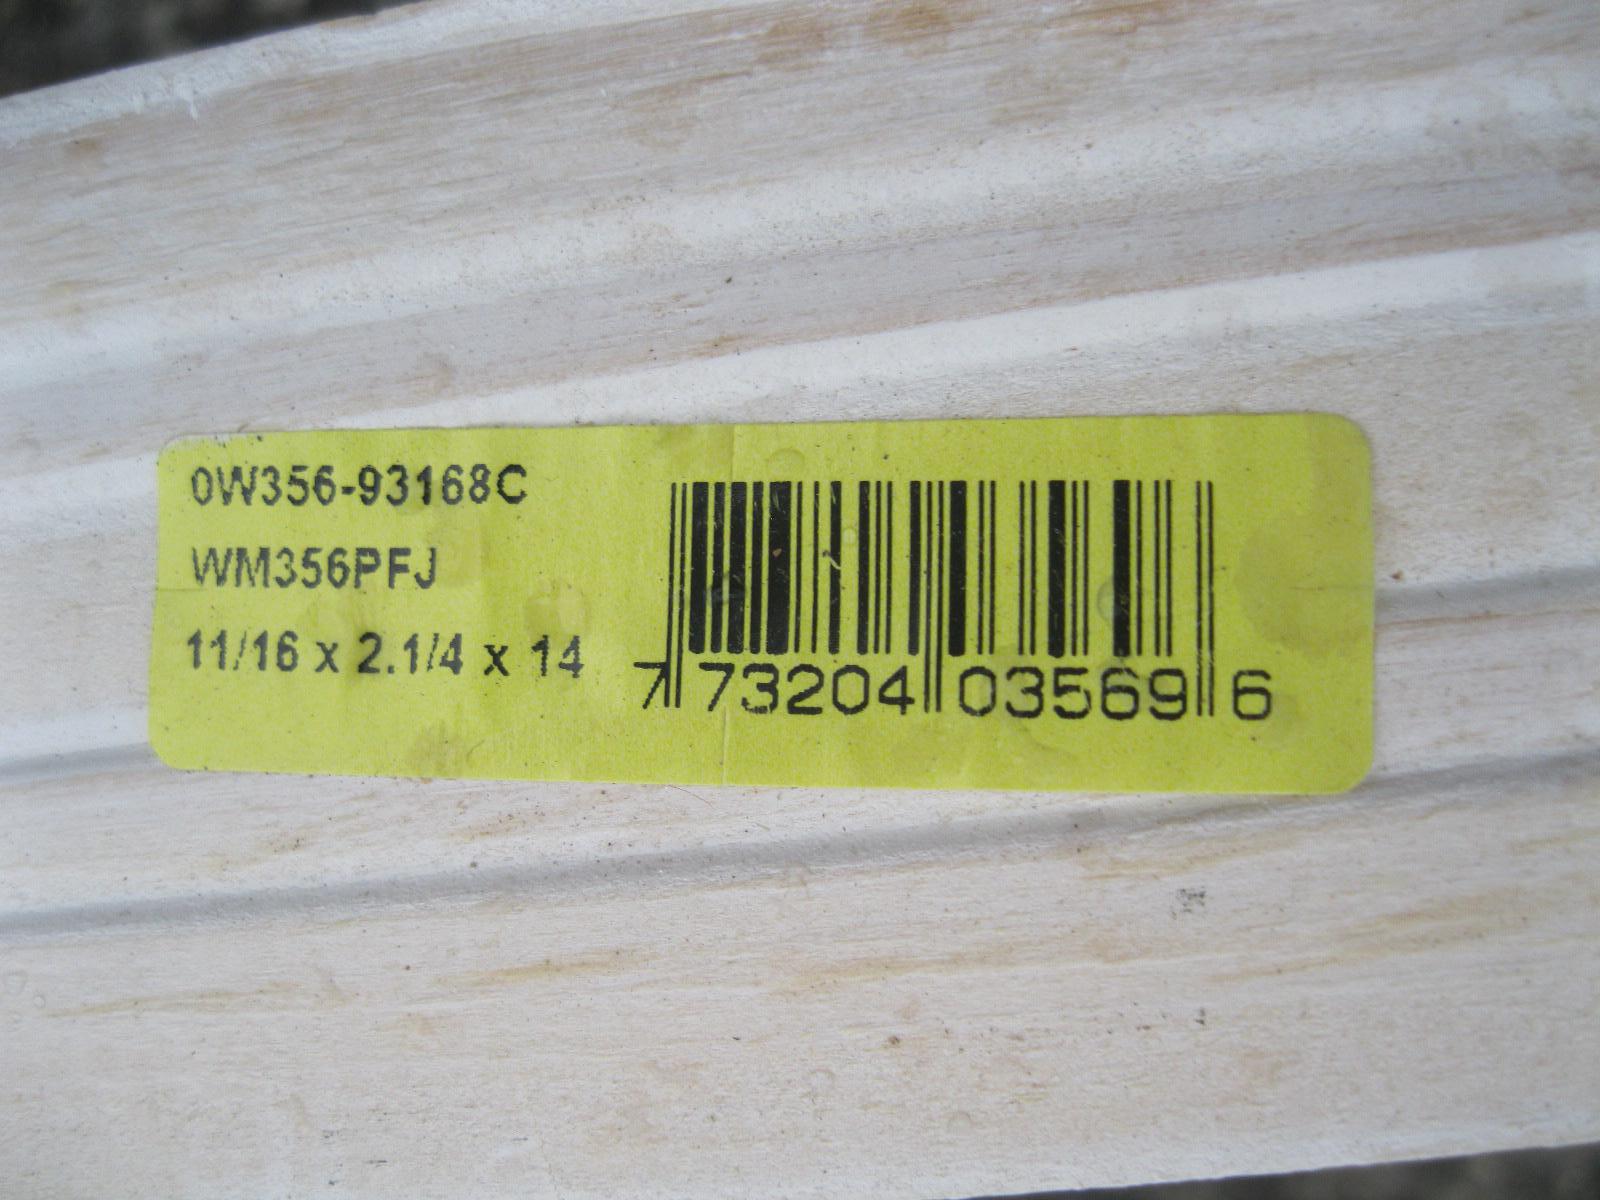 0W356-93168C
WM356PFJ
11/16 x 2.1/4 x 14
7 73204 03569 6